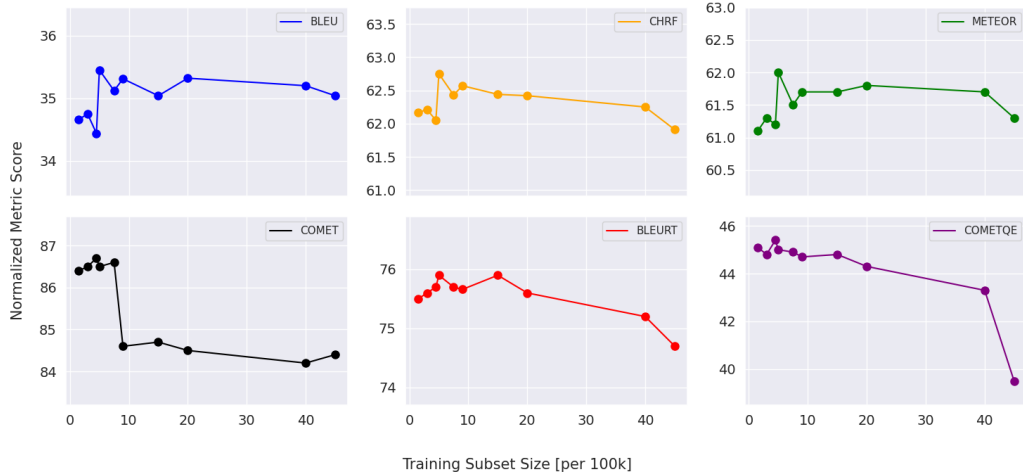 Normalized Metric Score
BLEU
36
35
34
CHRF
63.5
63.0
62.5
62.0
61.5
61.0
METEOR
63.0
62.5
62.0
61.5
61.0
60.5
COMET
87
86
85
84
0 10 20 30 40
BLEURT
76
75
74
0 10 20 30 40
COMETQE
46
44
42
40
0 10 20 30 40
Training Subset Size [per 100k]